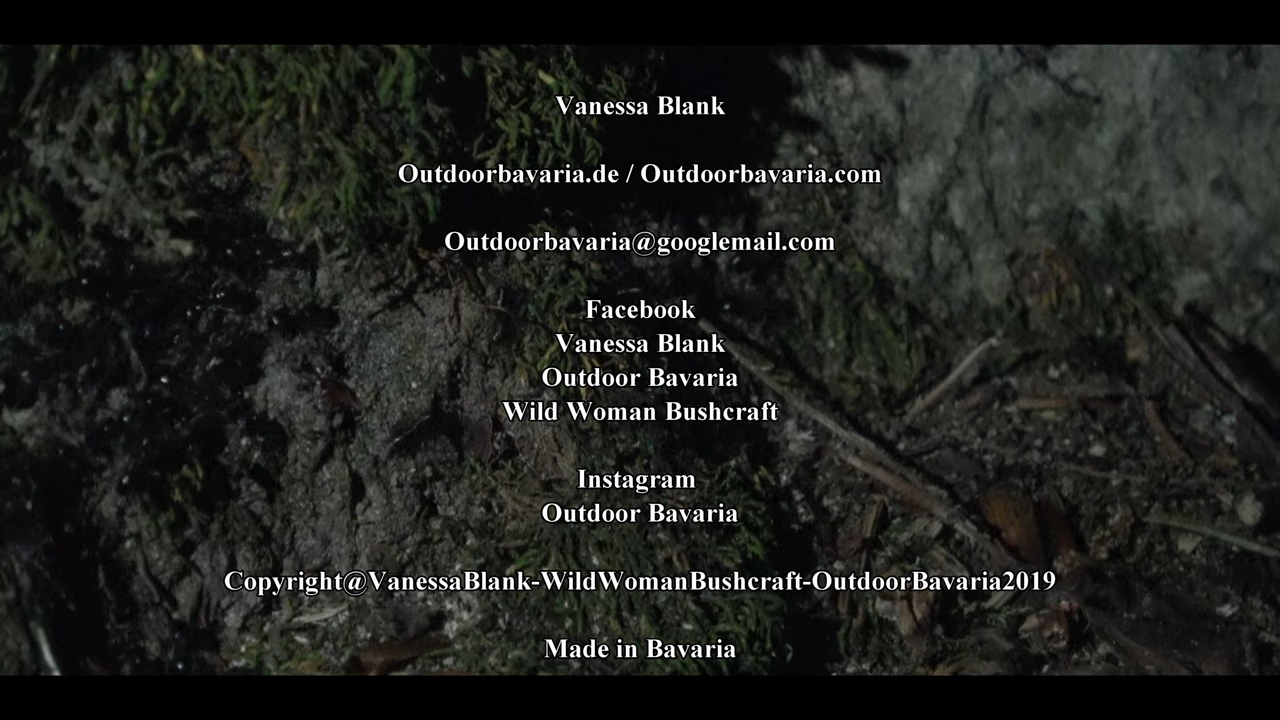 Vanessa Blank
Outdoorbavaria.de / Outdoorbavaria.com
Outdoorbavaria@googlemail.com
Facebook
Vanessa Blank
Outdoor Bavaria
Wild Woman Bushcraft
Instagram
Outdoor Bavaria
Copyright@VanessaBlank-WildWomanBushcraft-OutdoorBavaria2019
Made in Bavaria